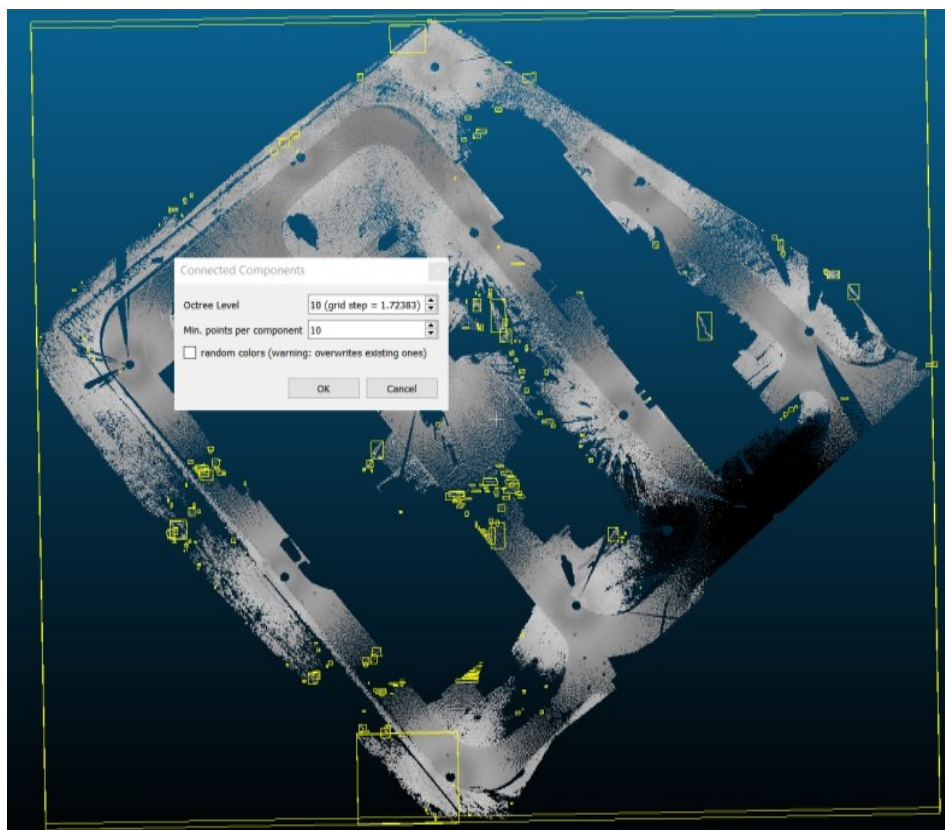 Connected Components
Octree Level
10 (grid step = 1.72383)
Min. points per component
10
random colors (warning: overwrites existing ones)
OK
Cancel